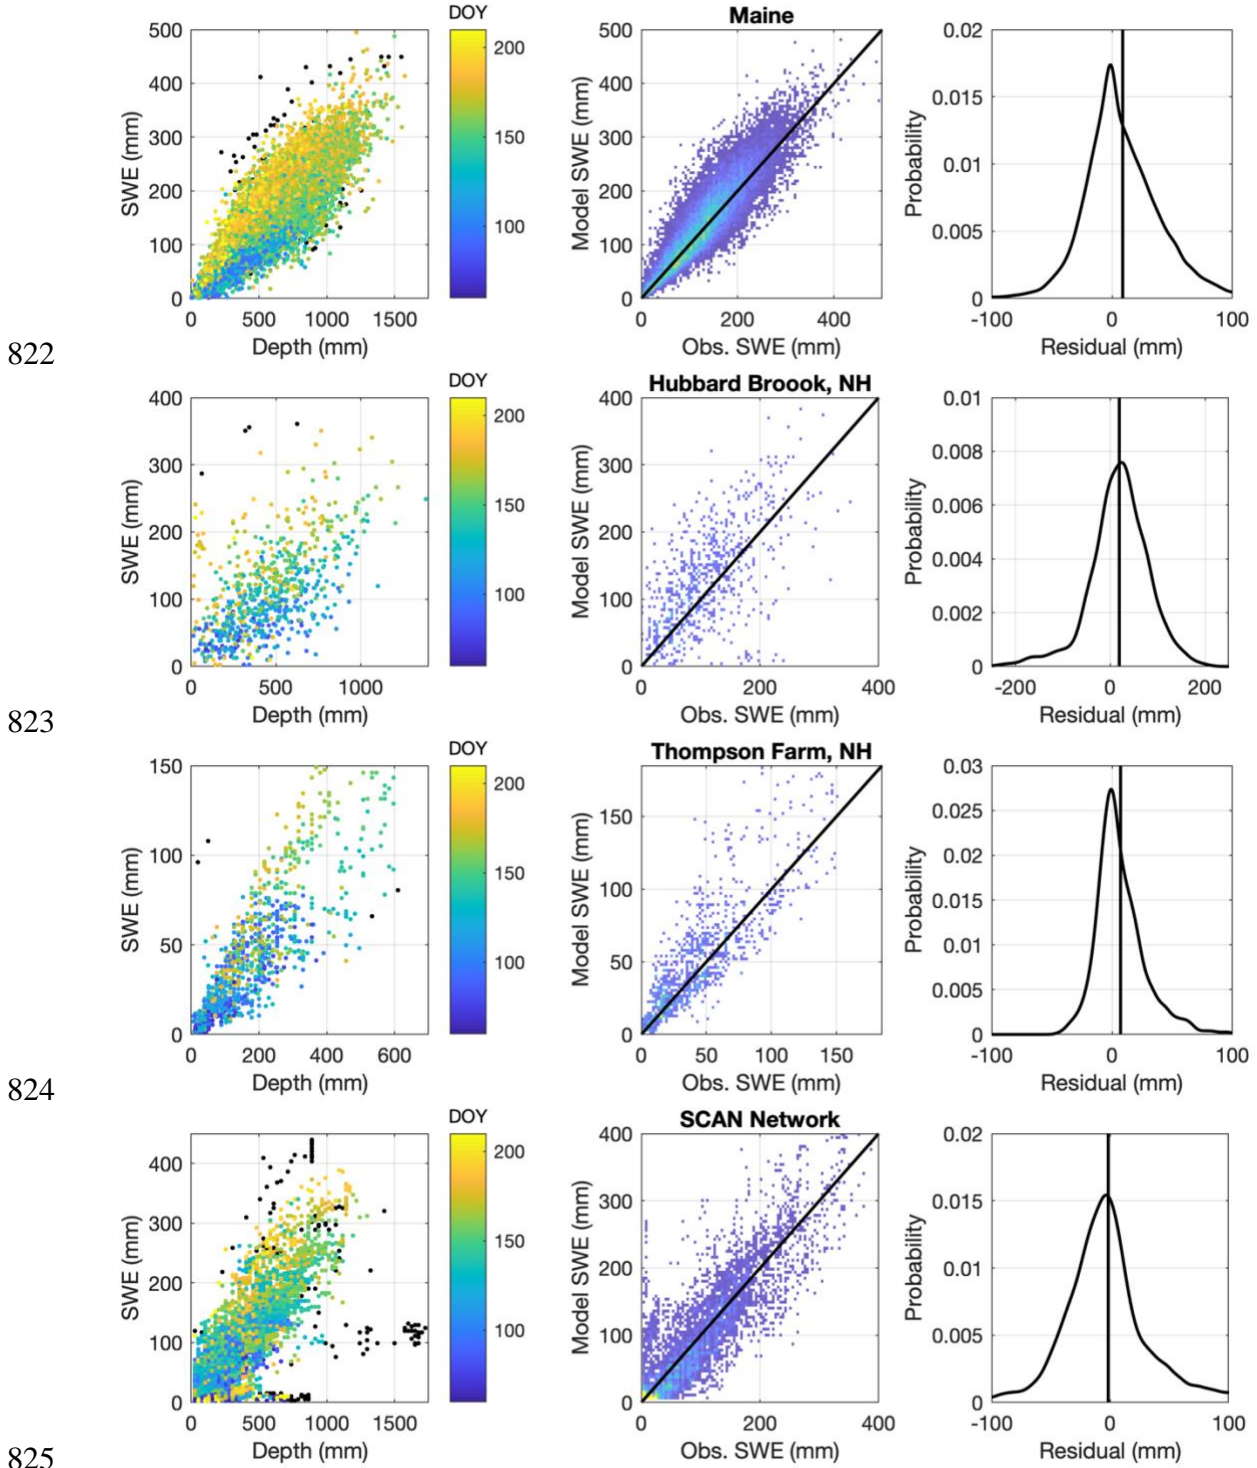 DOY
Maine
500
400
300
200
100
0
SWE (mm)
0 500 1000 1500
Depth (mm)
200
150
100
500
400
300
200
100
0
Model SWE (mm)
0 200 400
Obs. SWE (mm)
0.02
0.015
0.01
0.005
0
Probability
-100 0 100
Residual (mm)
822
DOY
Hubbard Broook, NH
400
300
200
100
0
SWE (mm)
0 500 1000
Depth (mm)
200
150
100
400
300
200
100
0
Model SWE (mm)
0 200 400
Obs. SWE (mm)
0.01
0.008
0.006
0.004
0.002
0
Probability
-200 0 200
Residual (mm)
823
DOY
Thompson Farm, NH
150
100
50
0
SWE (mm)
0 200 400 600
Depth (mm)
200
150
100
150
100
50
0
Model SWE (mm)
0 50 100 150
Obs. SWE (mm)
0.03
0.025
0.02
0.015
0.01
0.005
0
Probability
-100 0 100
Residual (mm)
824
DOY
SCAN Network
400
300
200
100
0
SWE (mm)
0 500 1000 1500
Depth (mm)
200
150
100
400
300
200
100
0
Model SWE (mm)
0 200 400
Obs. SWE (mm)
0.02
0.015
0.01
0.005
0
Probability
-100 0 100
Residual (mm)
825